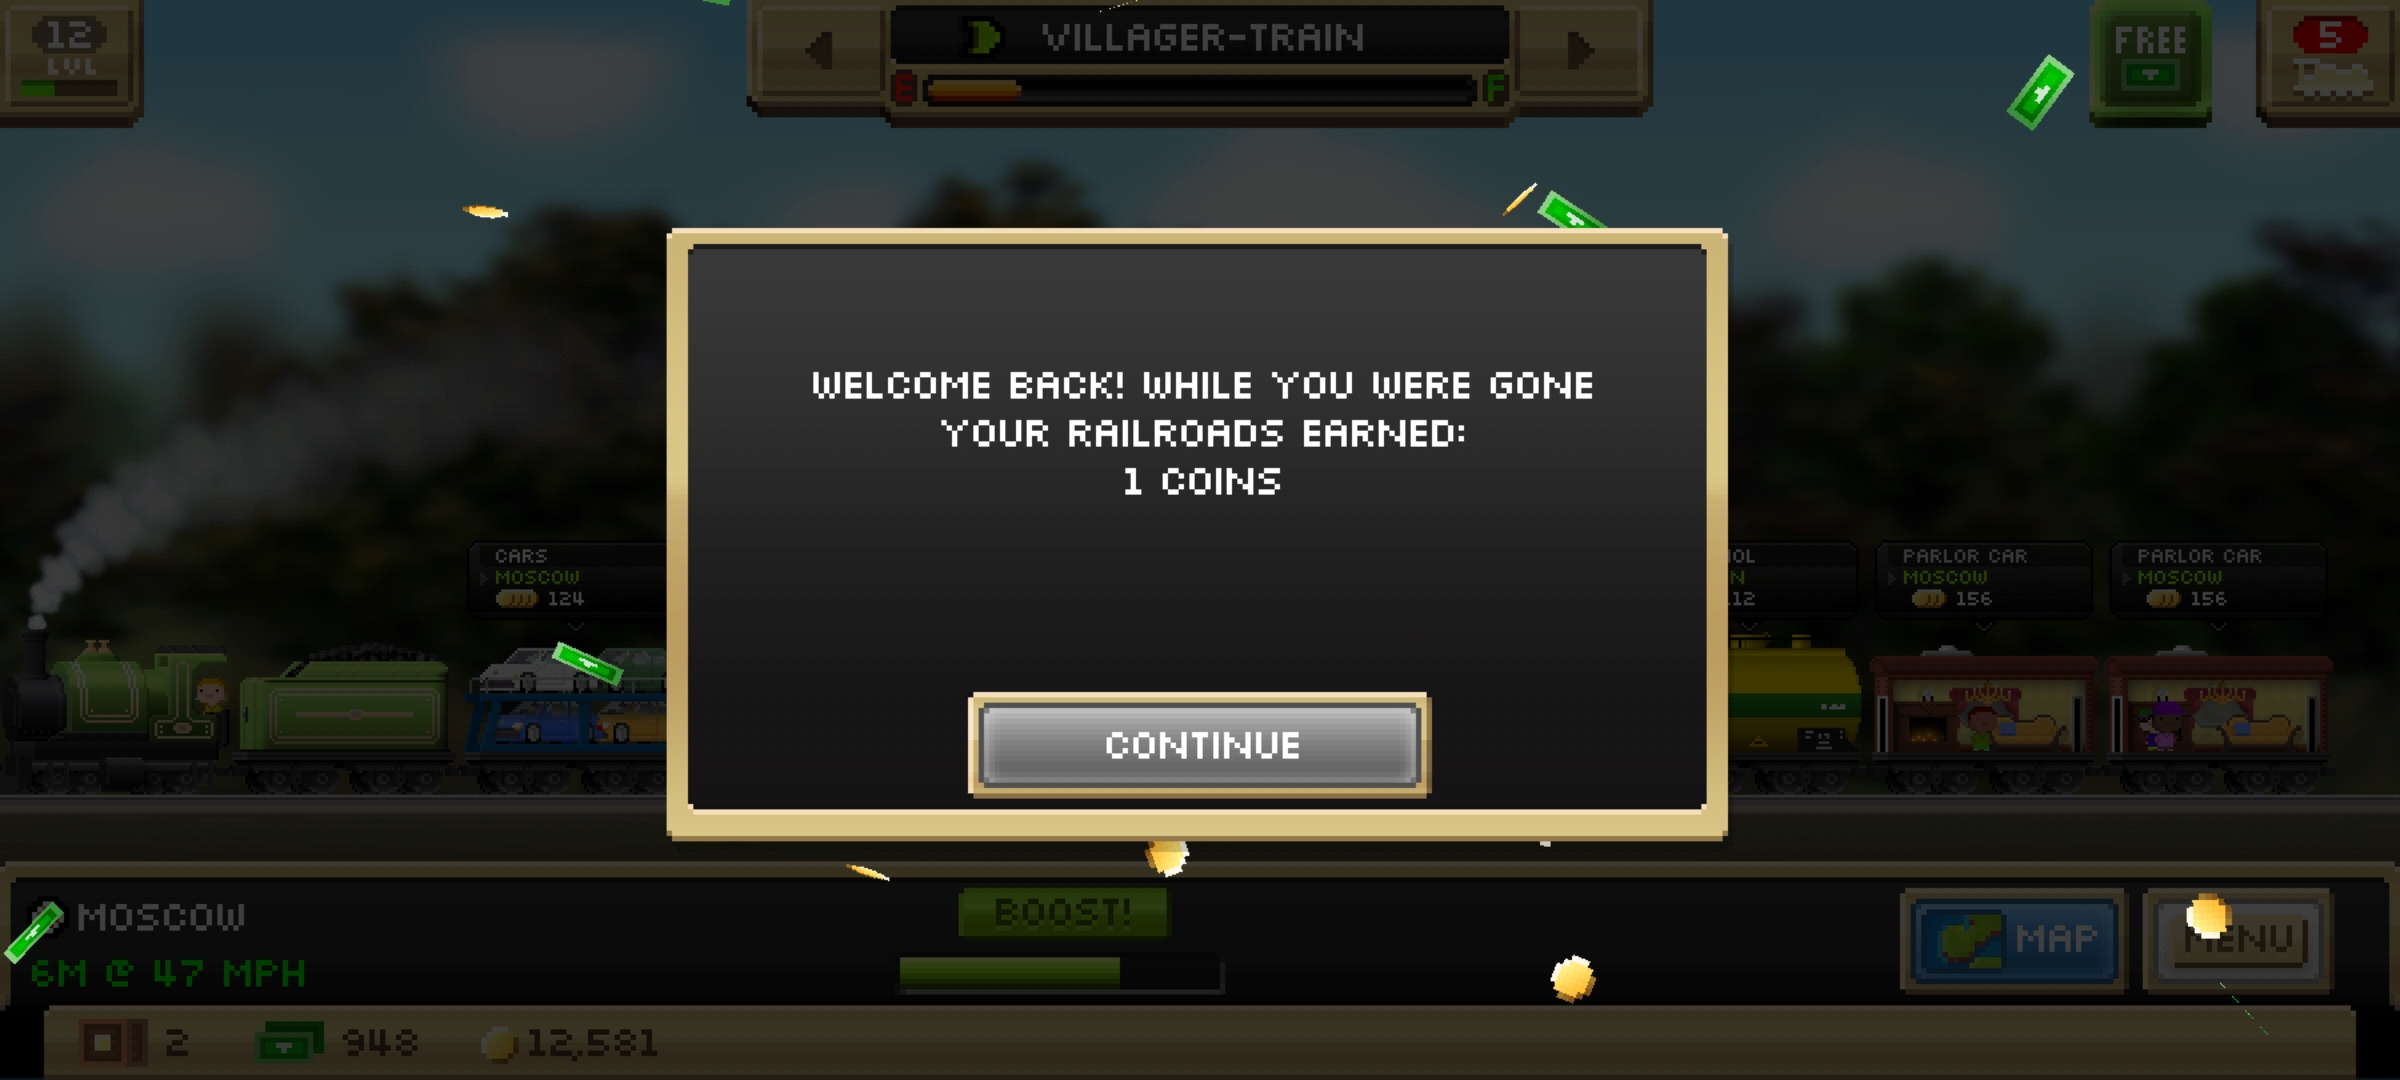 12
LVL
VILLAGER-TRAIN
E
F
FREE
5
WELCOME BACK! WHILE YOU WERE GONE
YOUR RAILROADS EARNED:
1 COINS
CONTINUE
CARS
MOSCOW
124
PARLOR CAR
MOSCOW
156
PARLOR CAR
MOSCOW
156
MOSCOW
6M @ 47 MPH
BOOST!
MAP
MENU
2
948
12,581